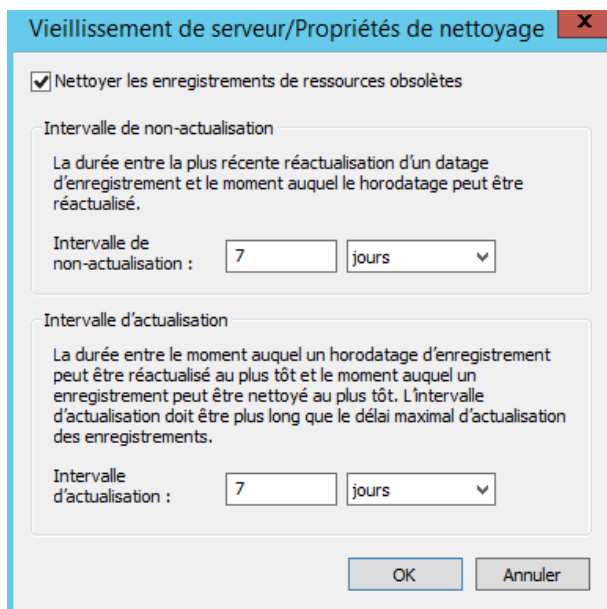 Vieillissement de serveur/Propriétés de nettoyage
x
Nettoyer les enregistrements de ressources obsolètes
Intervalle de non-actualisation
La durée entre la plus récente réactualisation d'un datage
d'enregistrement et le moment auquel le horodatage peut être
réactualisé.
Intervalle de
non-actualisation :
7
jours
Intervalle d'actualisation
La durée entre le moment auquel un horodatage d'enregistrement
peut être réactualisé au plus tôt et le moment auquel un
enregistrement peut être nettoyé au plus tôt. L'intervalle
d'actualisation doit être plus long que le délai maximal d'actualisation
des enregistrements.
Intervalle
d'actualisation :
7
jours
OK
Annuler